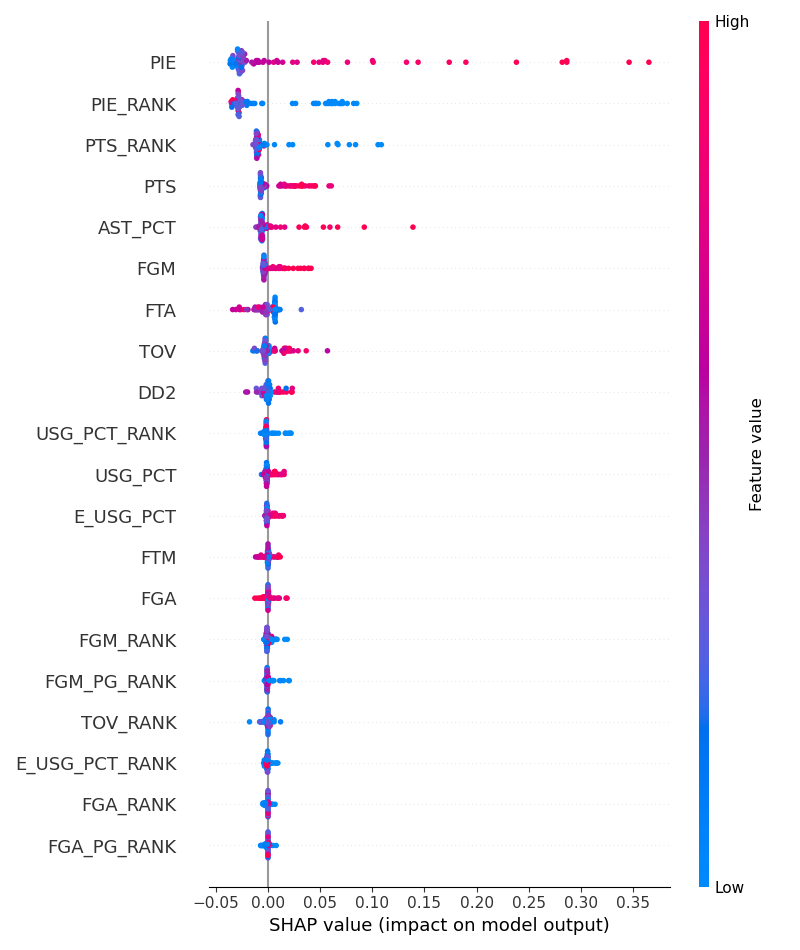 High
PIE
PIE_RANK
PTS_RANK
PTS
AST_PCT
FGM
FTA
TOV
DD2
USG_PCT_RANK
USG_PCT
E_USG_PCT
FTM
FGA
FGM_RANK
FGM_PG_RANK
TOV_RANK
E_USG_PCT_RANK
FGA_RANK
FGA_PG_RANK
Feature value
Low
−0.05 0.00 0.05 0.10 0.15 0.20 0.25 0.30 0.35
SHAP value (impact on model output)